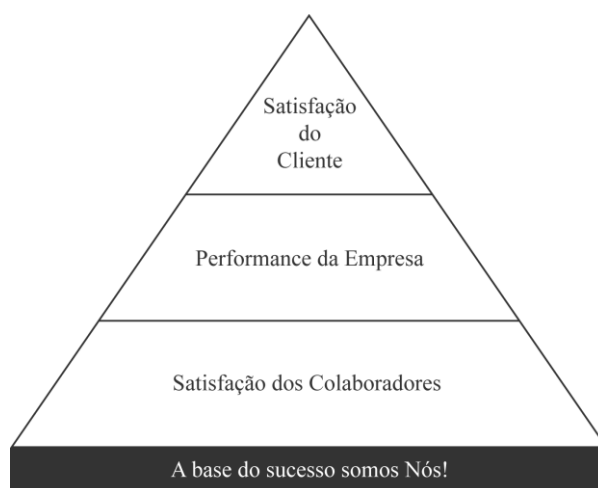 Satisfação
do
Cliente
Performance da Empresa
Satisfação dos Colaboradores
A base do sucesso somos Nós!